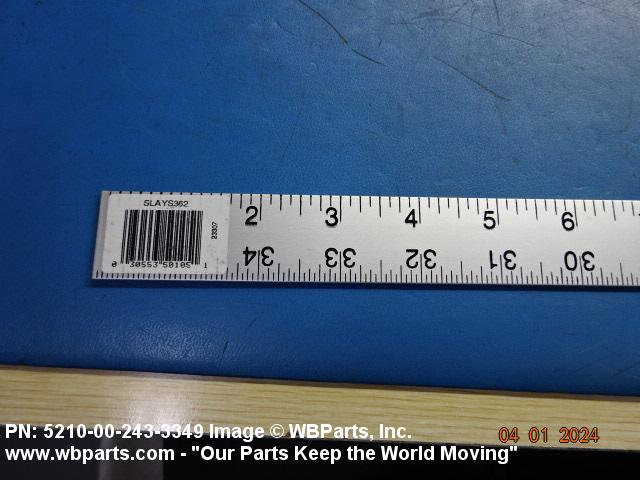 SLAYS362
23307
0 30553 50105 1
2 3 4 5 6
34 33 32 31 30
PN: 5210-00-243-3349 Image © WBParts, Inc.
04 01 2024
www.wbparts.com - "Our Parts Keep the World Moving"